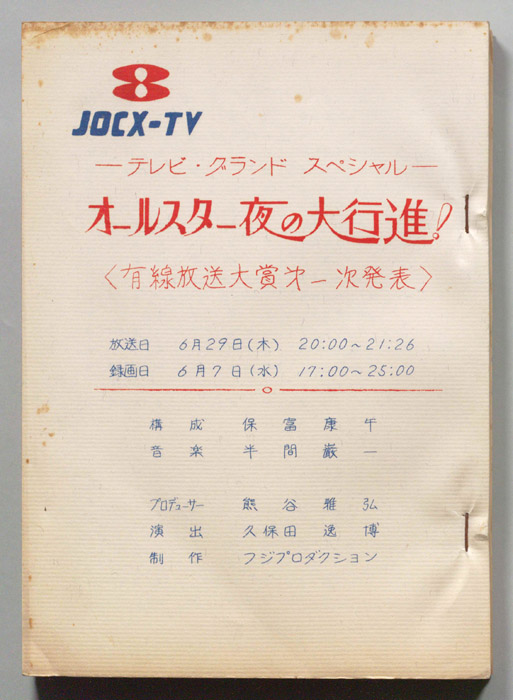 8
JOCX-TV
—テレビ・グランド スペシャル—
オールスター夜の大行進!
〈有線放送大賞第一次発表〉
放送日 6月29日(木) 20:00~21:26
録画日 6月7日(水) 17:00~25:00
構成 保富康午
音楽 半間巌一
プロデューサー 熊谷雅弘
演出 久保田逸博
制作 フジプロダクション